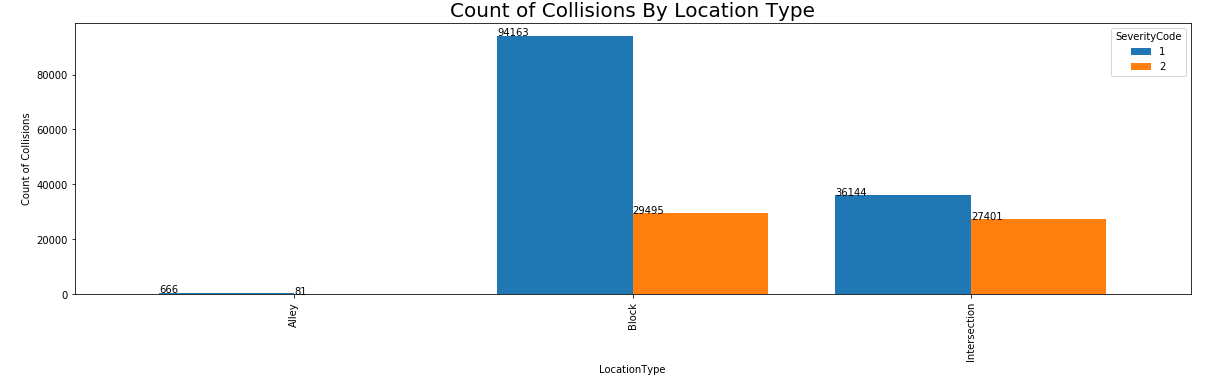 Count of Collisions By Location Type
SeverityCode
1
2
94163
36144
29495
27401
666
81
80000
60000
40000
20000
0
Count of Collisions
Alley
Block
Intersection
LocationType